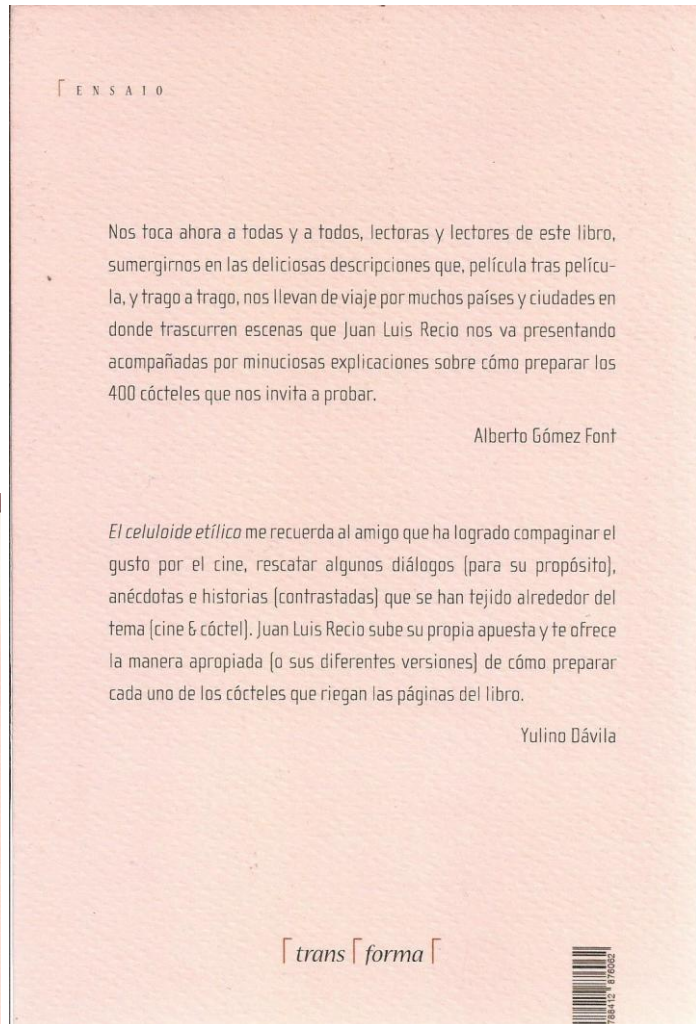 ENSAIO
Nos toca ahora a todas y a todos, lectoras y lectores de este libro,
sumergirnos en las deliciosas descripciones que, película tras pelícu-
la, y trago a trago, nos llevan de viaje por muchos países y ciudades en
donde trascurren escenas que Juan Luis Recio nos va presentando
acompañadas por minuciosas explicaciones sobre cómo preparar los
400 cócteles que nos invita a probar.
Alberto Gómez Font
El celuloide etílico me recuerda al amigo que ha logrado compaginar el
gusto por el cine, rescatar algunos diálogos (para su propósito),
anécdotas e historias (contrastadas) que se han tejido alrededor del
tema (cine & cóctel). Juan Luis Recio sube su propia apuesta y te ofrece
la manera apropiada (o sus diferentes versiones) de cómo preparar
cada uno de los cócteles que riegan las páginas del libro.
Yulino Dávila
trans forma
788412 876062